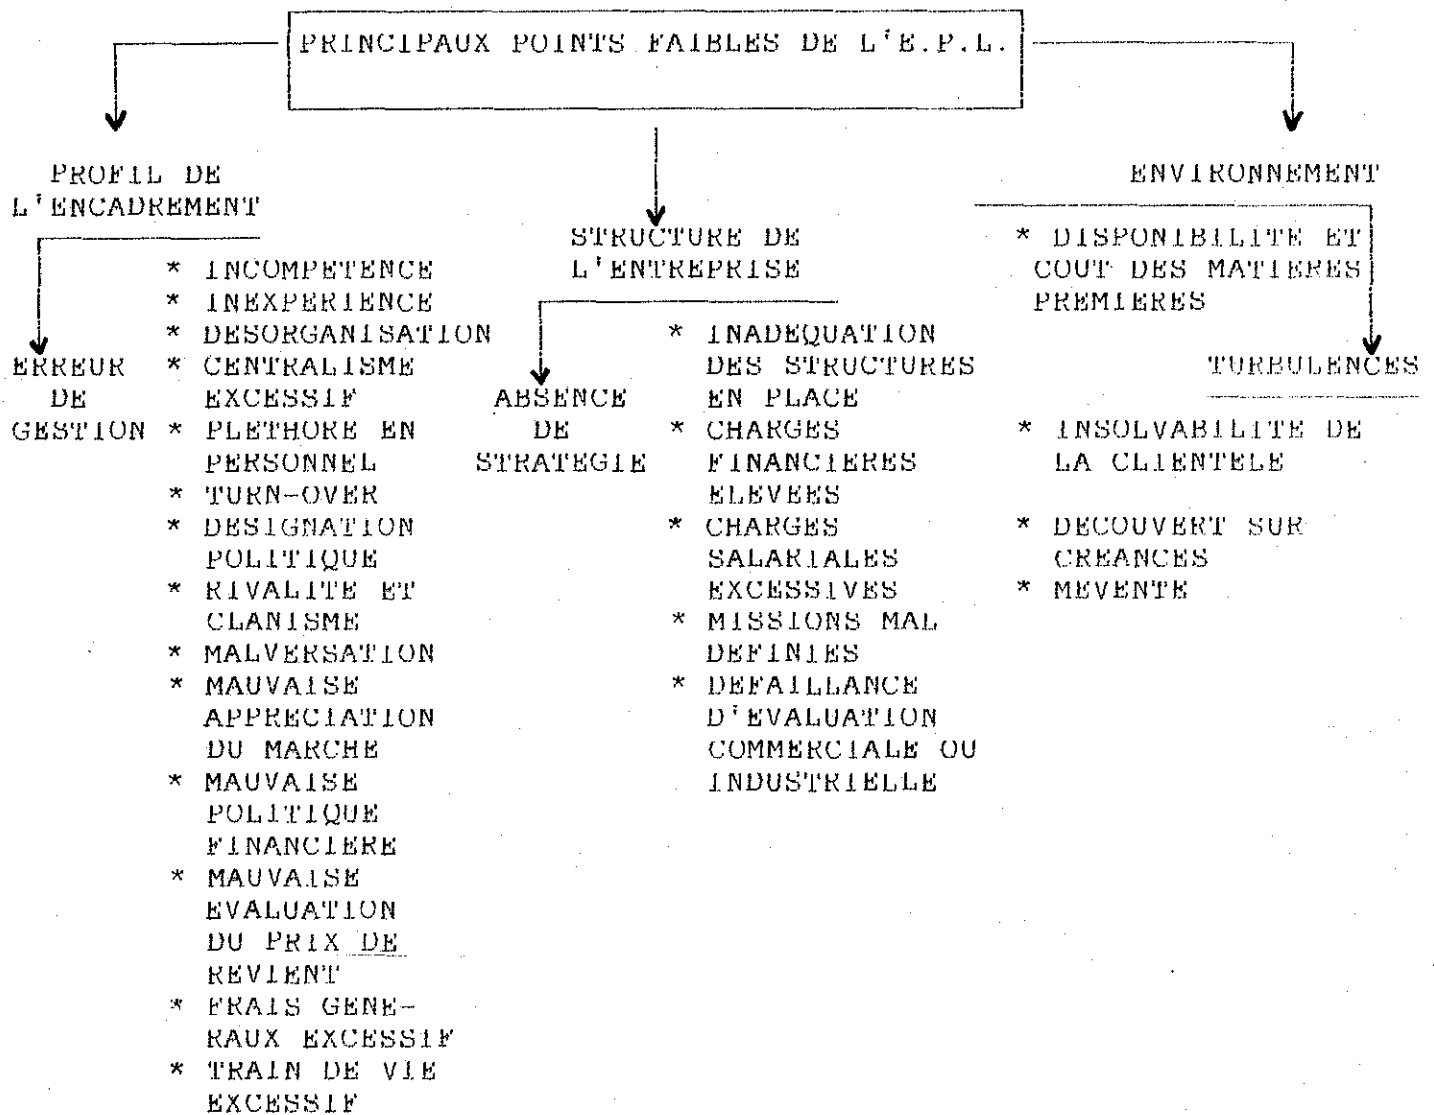 PRINCIPAUX POINTS FAIBLES DE L'E.P.L.
PROFIL DE
L'ENCADREMENT
ERREUR
DE
GESTION
* INCOMPETENCE
* INEXPERIENCE
* DESORGANISATION
* CENTRALISME
EXCESSIF
* PLETHORE EN
PERSONNEL
* TURN-OVER
* DESIGNATION
POLITIQUE
* RIVALITE ET
CLANISME
* MALVERSATION
* MAUVAISE
APPRECIATION
DU MARCHE
* MAUVAISE
POLITIQUE
FINANCIERE
* MAUVAISE
EVALUATION
DU PRIX DE
REVIENT
* FRAIS GENE-
RAUX EXCESSIF
* TRAIN DE VIE
EXCESSIF
STRUCTURE DE
L'ENTREPRISE
ABSENCE
DE
STRATEGIE
* INADEQUATION
DES STRUCTURES
EN PLACE
* CHARGES
FINANCIERES
ELEVEES
* CHARGES
SALARIALES
EXCESSIVES
* MISSIONS MAL
DEFINIES
* DEFAILLANCE
D'EVALUATION
COMMERCIALE OU
INDUSTRIELLE
ENVIRONNEMENT
* DISPONIBILITE ET
COUT DES MATIERES
PREMIERES
TURBULENCES
* INSOLVABILITE DE
LA CLIENTELE
* DECOUVERT SUR
CREANCES
* MEVENTE